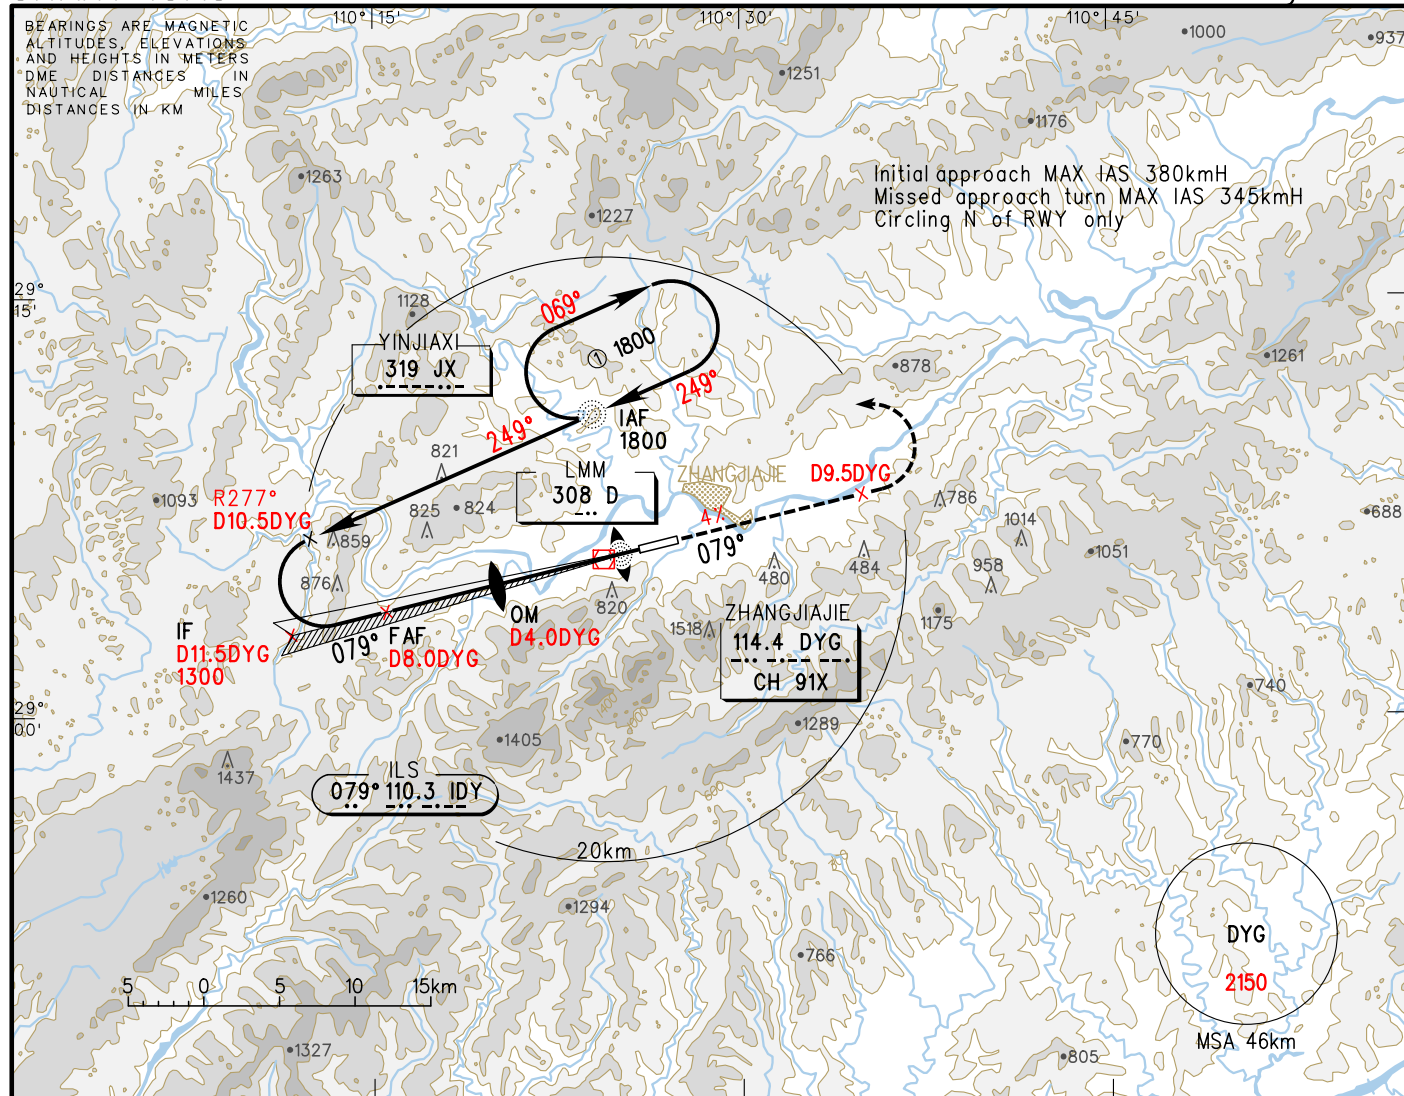 110°15'
110°30'
110°45'
BEARINGS ARE MAGNETIC
ALTITUDES, ELEVATIONS
AND HEIGHTS IN METERS
DME DISTANCES IN
NAUTICAL MILES
DISTANCES IN KM
1000
937
1251
1176
1263
Initial approach MAX IAS 380kmH
Missed approach turn MAX IAS 345kmH
Circling N of RWY only
1227
29°
15'
1128
069°
① 1800
YINJIAXI
319 JX
1261
878
249°
IAF
1800
249°
821
LMM
308 D
ZHANGJIAJIE
D9.5DYG
1093
R277°
D10.5DYG
825
824
786
688
1014
859
079°
1051
876
480
484
958
820
OM
D4.0DYG
1175
IF
D11.5DYG
1300
079°
FAF
D8.0DYG
1518
ZHANGJIAJIE
114.4 DYG
CH 91X
740
29°
00'
1405
1289
770
1437
ILS
079° 110.3 IDY
600
20km
1260
1294
DYG
2150
766
5 0 5 10 15km
MSA 46km
1327
805